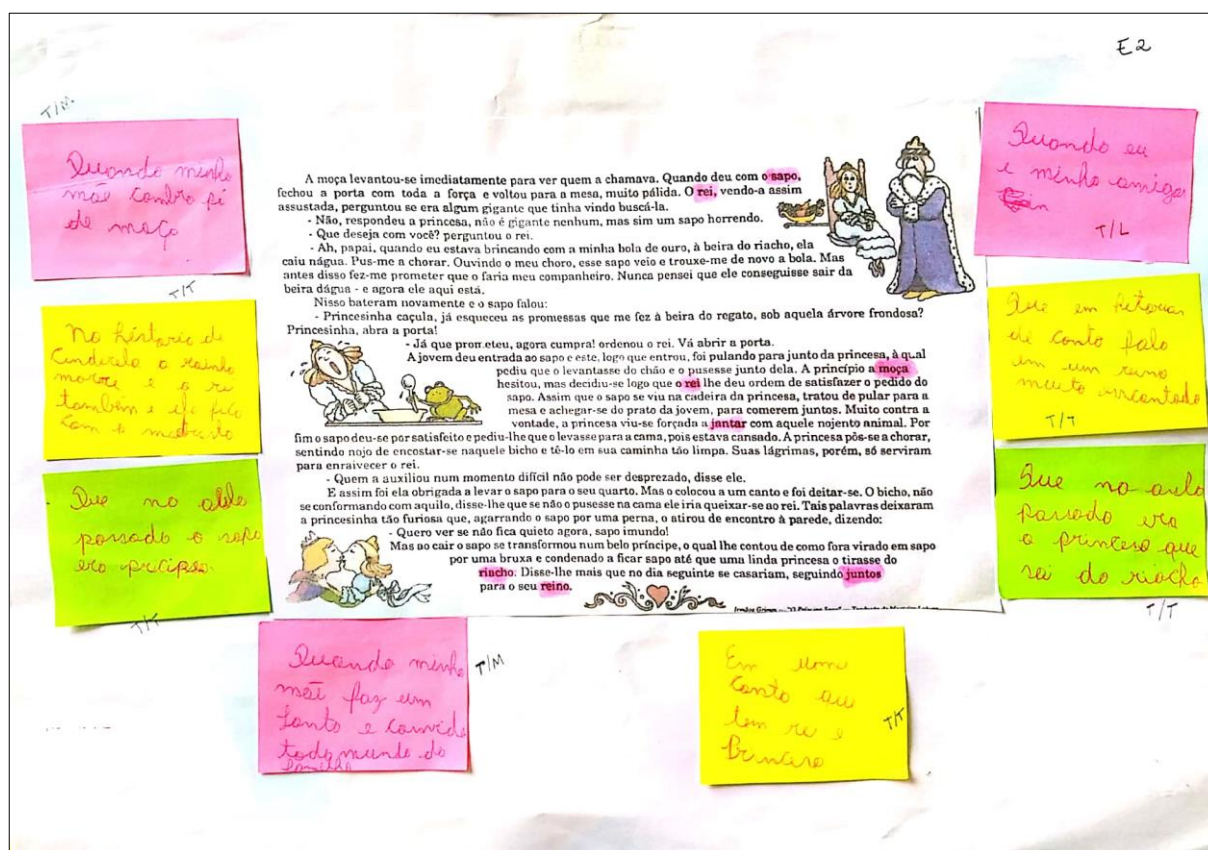 E2
T/M
Quando minha
mãe combro pé
de moço
T/T
No história de
Cinderela a rainha
morre e o rei
também e ela fica
com a madrasta
Que no
passado o sapo
era
T/T
A moça levantou-se imediatamente para ver quem a chamava. Quando deu com o sapo,
fechou a porta com toda a força e voltou para a mesa, muito pálida. O rei, vendo-a assim
assustada, perguntou se era algum gigante que tinha vindo buscá-la.
- Não, respondeu a princesa, não é gigante nenhum, mas sim um sapo horrendo.
- Que deseja com você? perguntou o rei.
- Ah, papai, quando eu estava brincando com a minha bola de ouro, à beira do riacho, ela
caiu nágua. Pus-me a chorar. Ouvindo o meu choro, esse sapo veio e trouxe-me de novo a bola. Mas
antes disso fez-me prometer que o faria meu companheiro. Nunca pensei que ele conseguisse sair da
beira dágua - e agora ele aqui está.
Nisso bateram novamente e o sapo falou:
- Princesinha caçula, já esqueceu as promessas que me fez à beira do regato, sob aquela árvore frondosa?
Princesinha, abra a porta!
- Já que prometeu, agora cumpra! ordenou o rei. Vá abrir a porta.
A jovem deu entrada ao sapo e este, logo que entrou, foi pulando para junto da princesa, à qual
pediu que o levantasse do chão e o pusesse junto dela. A princípio a moça
hesitou, mas decidiu-se logo que o rei lhe deu ordem de satisfazer o pedido do
sapo. Assim que o sapo se viu na cadeira da princesa, tratou de pular para a
mesa e achegar-se do prato da jovem, para comerem juntos. Muito contra a
vontade, a princesa viu-se forçada a jantar com aquele nojento animal. Por
fim o sapo deu-se por satisfeito e pediu-lhe que o levasse para a cama, pois estava cansado. A princesa pôs-se a chorar,
sentindo nojo de encostar-se naquele bicho e tê-lo em sua caminha tão limpa. Suas lágrimas, porém, só serviram
para enraivecer o rei.
- Quem a auxiliou num momento difícil não pode ser desprezado, disse ele.
E assim foi ela obrigada a levar o sapo para o seu quarto. Mas o colocou a um canto e foi deitar-se. O bicho, não
se conformando com aquilo, disse-lhe que se não o pusesse na cama ele iria queixar-se ao rei. Tais palavras deixaram
a princesinha tão furiosa que, agarrando o sapo por uma perna, o atirou de encontro à parede, dizendo:
- Quero ver se não fica quieto agora, sapo imundo!
Mas ao cair o sapo se transformou num belo príncipe, o qual lhe contou de como fora virado em sapo
por uma bruxa e condenado a ficar sapo até que uma linda princesa o tirasse do
riacho. Disse-lhe mais que no dia seguinte se casariam, seguindo juntos
para o seu reino.
Quando eu
e minha amigas
T/L
Que em
de conto fala
em um reino
muito encantado
T/T
Que no aulo
passado era
a princesa que
sai do riacho
T/T
Quando minha
mãe faz um
Janto e convida
todo mundo da
T/M
Em um
conto que
tem rei e
Princesa
T/T